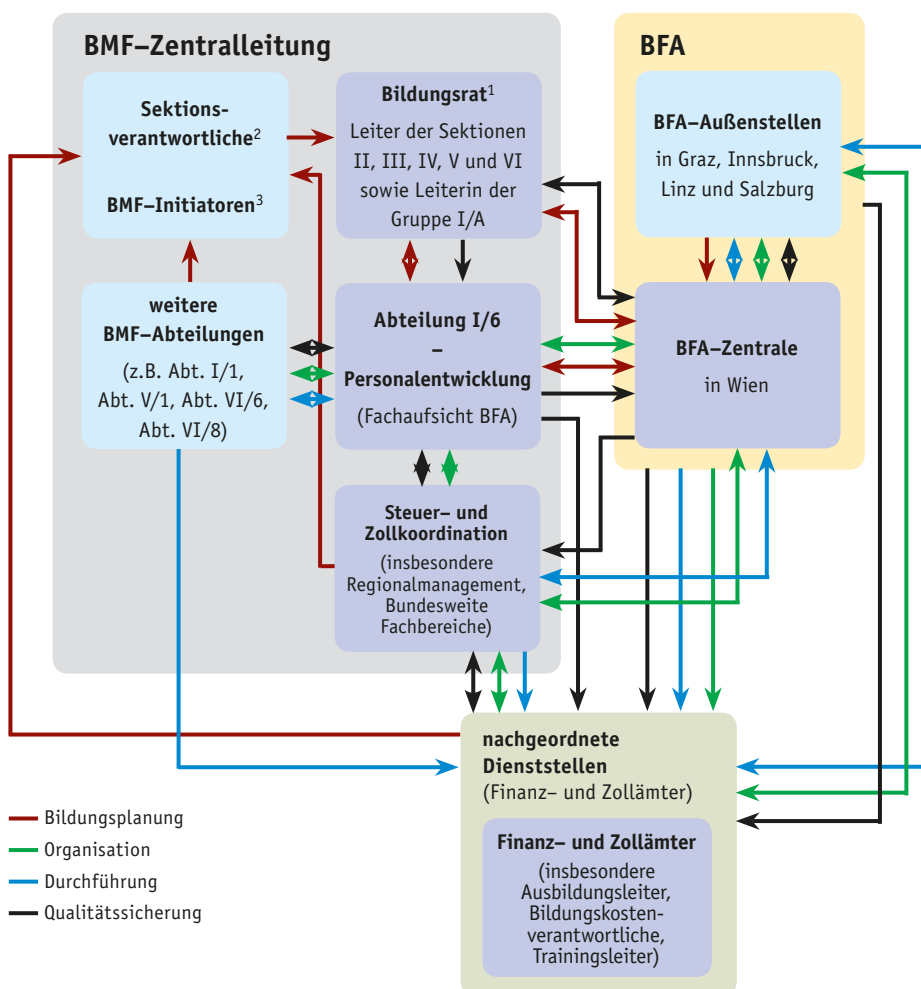 BMF–Zentralleitung
Sektions-
verantwortliche²
BMF–Initiatoren³
Bildungsrat¹
Leiter der Sektionen
II, III, IV, V und VI
sowie Leiterin der
Gruppe I/A
weitere
BMF–Abteilungen
(z.B. Abt. I/1,
Abt. V/1, Abt. VI/6,
Abt. VI/8)
Abteilung I/6
–
Personalentwicklung
(Fachaufsicht BFA)
Steuer– und
Zollkoordination
(insbesondere
Regionalmanagement,
Bundesweite
Fachbereiche)
BFA
BFA–Außenstellen
in Graz, Innsbruck,
Linz und Salzburg
BFA–Zentrale
in Wien
nachgeordnete
Dienststellen
(Finanz– und Zollämter)
Finanz– und Zollämter
(insbesondere
Ausbildungsleiter,
Bildungskosten-
verantwortliche,
Trainingsleiter)
Bildungsplanung
Organisation
Durchführung
Qualitätssicherung